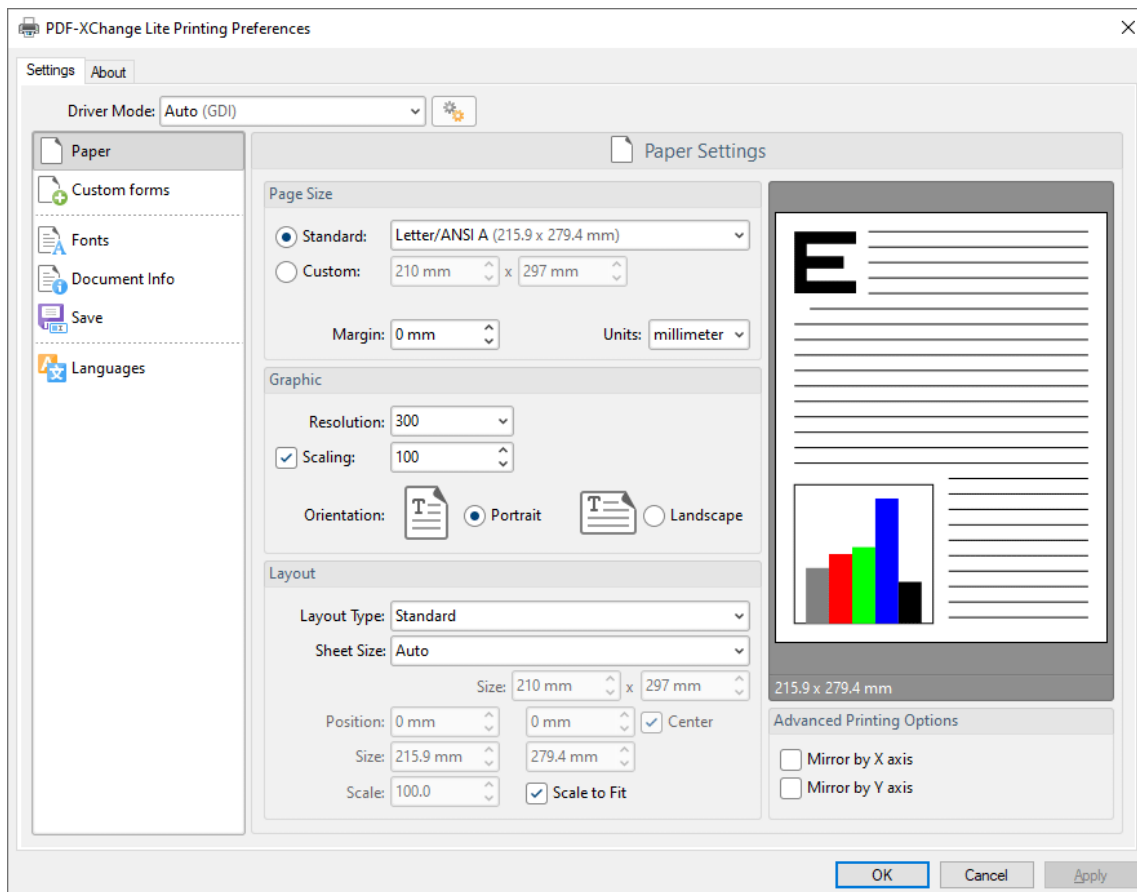 PDF-XChange Lite Printing Preferences
Settings About
Driver Mode: Auto (GDI)
Paper
Custom forms
Fonts
Document Info
Save
Languages
Paper Settings
Page Size
Standard: Letter/ANSI A (215.9 x 279.4 mm)
Custom: 210 mm x 297 mm
Margin: 0 mm Units: millimeter
Graphic
Resolution: 300
Scaling: 100
Orientation: T Portrait T Landscape
Layout
Layout Type: Standard
Sheet Size: Auto
Size: 210 mm x 297 mm
Position: 0 mm 0 mm Center
Size: 215.9 mm 279.4 mm
Scale: 100.0 Scale to Fit
E
215.9 x 279.4 mm
Advanced Printing Options
Mirror by X axis
Mirror by Y axis
OK Cancel Apply